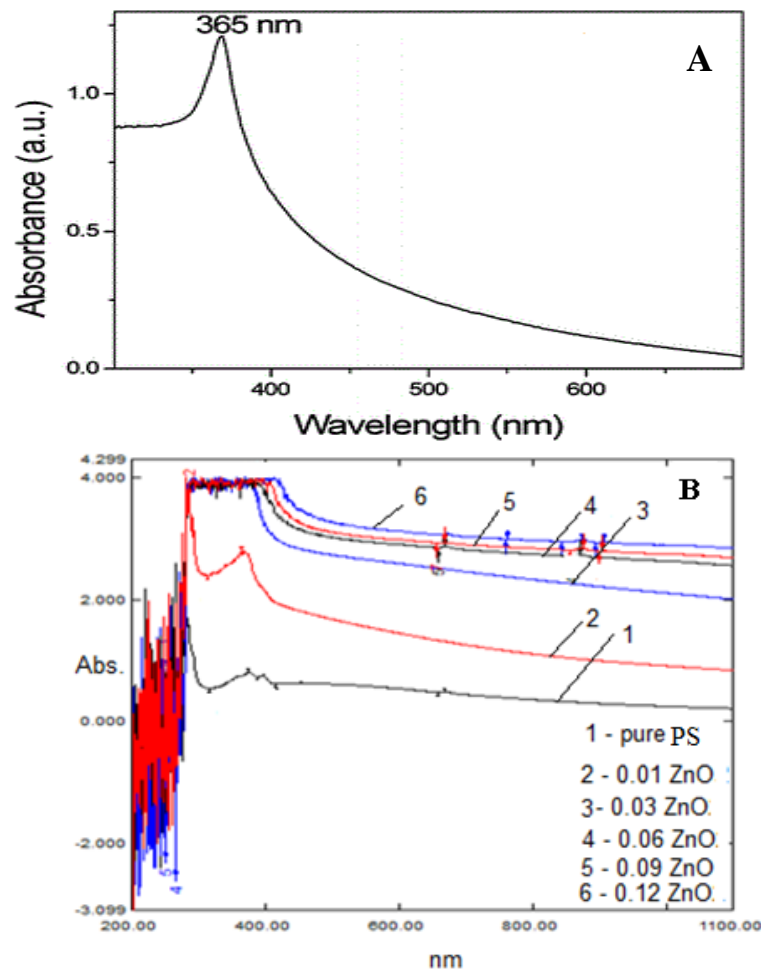 365 nm
A
1.0
0.5
0.0
Absorbance (a.u.)
400
500
600
Wavelength (nm)
B
4.299
4.000
2.000
Abs.
0.000
-2.000
-3.099
6
5
4
3
2
1
1 - pure PS
2 - 0.01 ZnO
3- 0.03 ZnO
4 - 0.06 ZnO
5 - 0.09 ZnO
6 - 0.12 ZnO
200.00
400.00
600.00
800.00
1100.00
nm